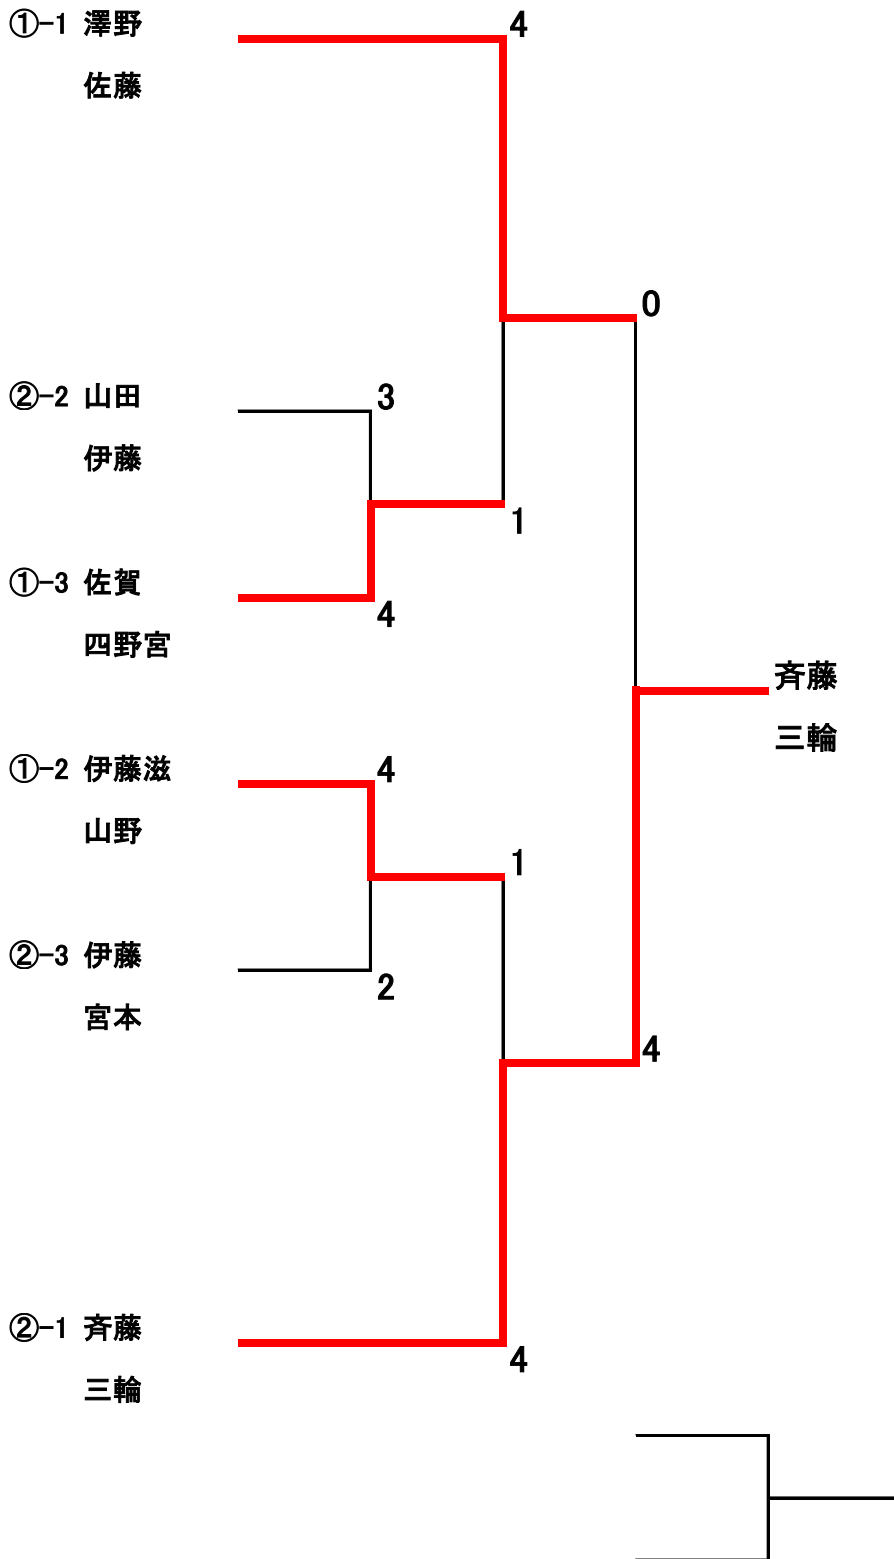 ①-1 澤野 4
佐藤
0
②-2 山田 3
伊藤
1
①-3 佐賀
4
四野宮
斉藤
三輪
①-2 伊藤滋 4
山野
1
②-3 伊藤
2
宮本
4
②-1 斉藤
4
三輪